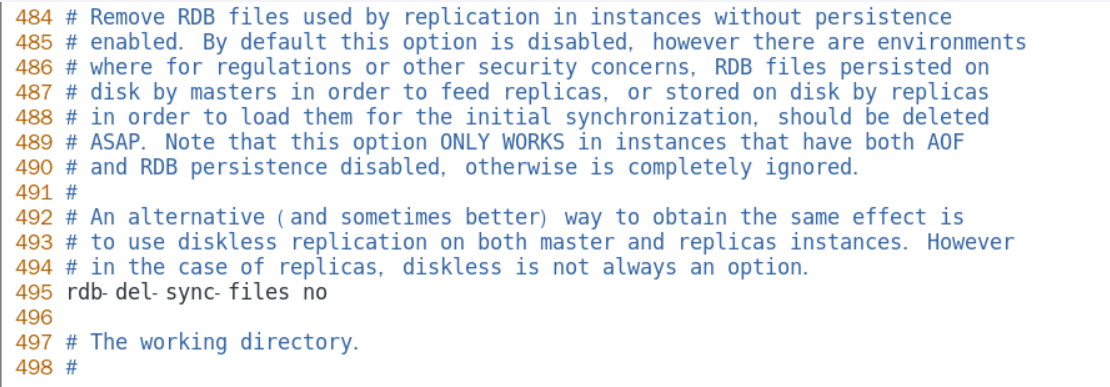 484 # Remove RDB files used by replication in instances without persistence
485 # enabled. By default this option is disabled, however there are environments
486 # where for regulations or other security concerns, RDB files persisted on
487 # disk by masters in order to feed replicas, or stored on disk by replicas
488 # in order to load them for the initial synchronization, should be deleted
489 # ASAP. Note that this option ONLY WORKS in instances that have both AOF
490 # and RDB persistence disabled, otherwise is completely ignored.
491 #
492 # An alternative (and sometimes better) way to obtain the same effect is
493 # to use diskless replication on both master and replicas instances. However
494 # in the case of replicas, diskless is not always an option.
495 rdb-del-sync-files no
496
497 # The working directory.
498 #